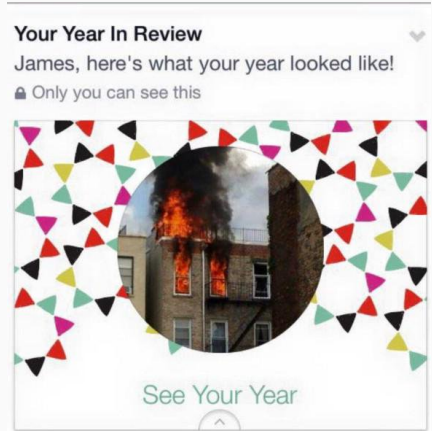 Your Year In Review
James, here's what your year looked like!
Only you can see this
See Your Year